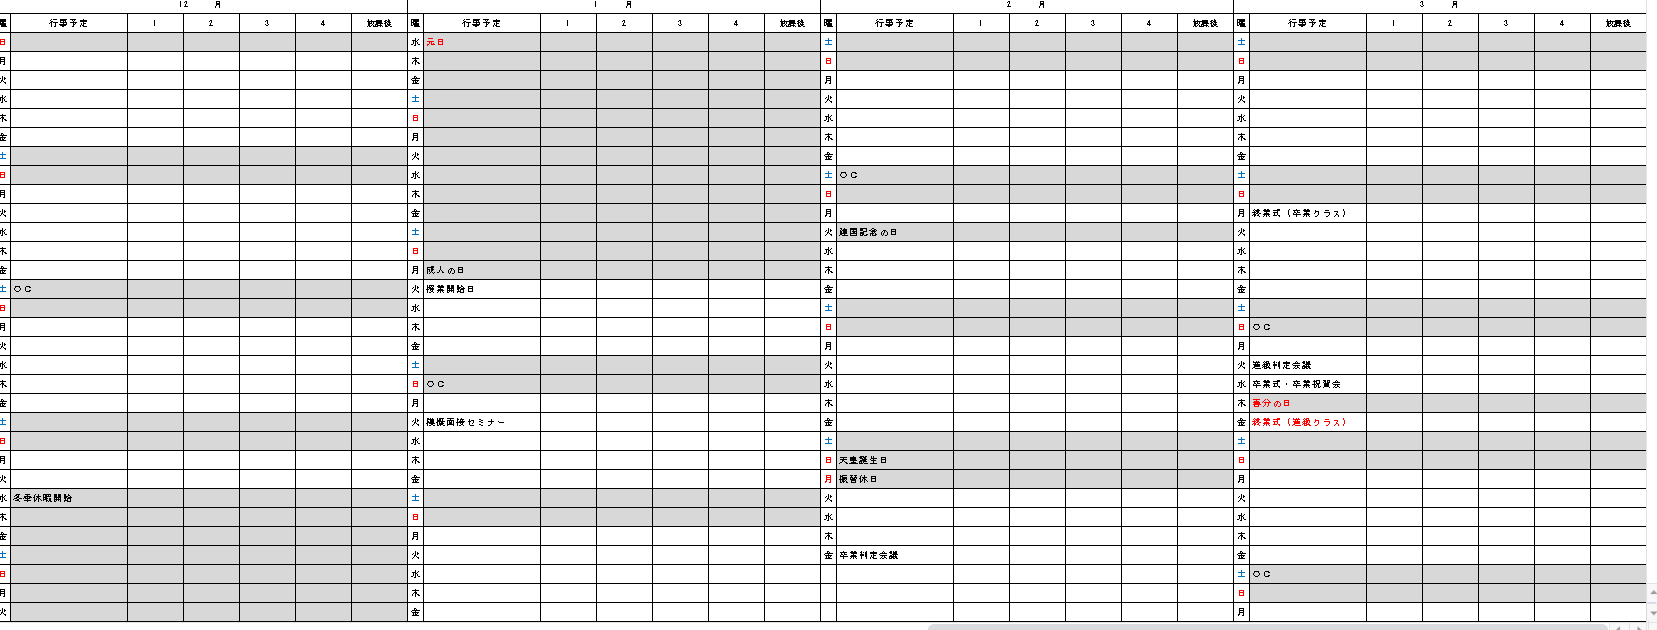 12 月 1 月 2 月 3 月
曜 行事予定 1 2 3 4 放課後 曜 行事予定 1 2 3 4 放課後 曜 行事予定 1 2 3 4 放課後 曜 行事予定 1 2 3 4 放課後
日 水 元日 土 土
月 木 日 日
火 金 月 月
水 土 火 火
木 日 水 水
金 月 木 木
土 火 金 金
日 水 土 ОC 土
月 木 日 日
火 金 月 月 終業式（卒業クラス）
水 土 火 建国記念の日 火
木 日 水 水
金 月 成人の日 木 木
土 ОC 火 授業開始日 金 金
日 水 土 土
月 木 日 日 ОC
火 金 月 月
水 土 火 火 進級判定会議
木 日 ОC 水 水 卒業式・卒業祝賀会
金 月 木 木 春分の日
土 火 模擬面接セミナー 金 金 終業式（進級クラス）
日 水 土 土
月 木 日 天皇誕生日 日
火 金 月 振替休日 月
水 冬季休暇開始 土 火 火
木 日 水 水
金 月 木 木
土 火 金 卒業判定会議 金
日 水 土 ОC
月 木 日
火 金 月